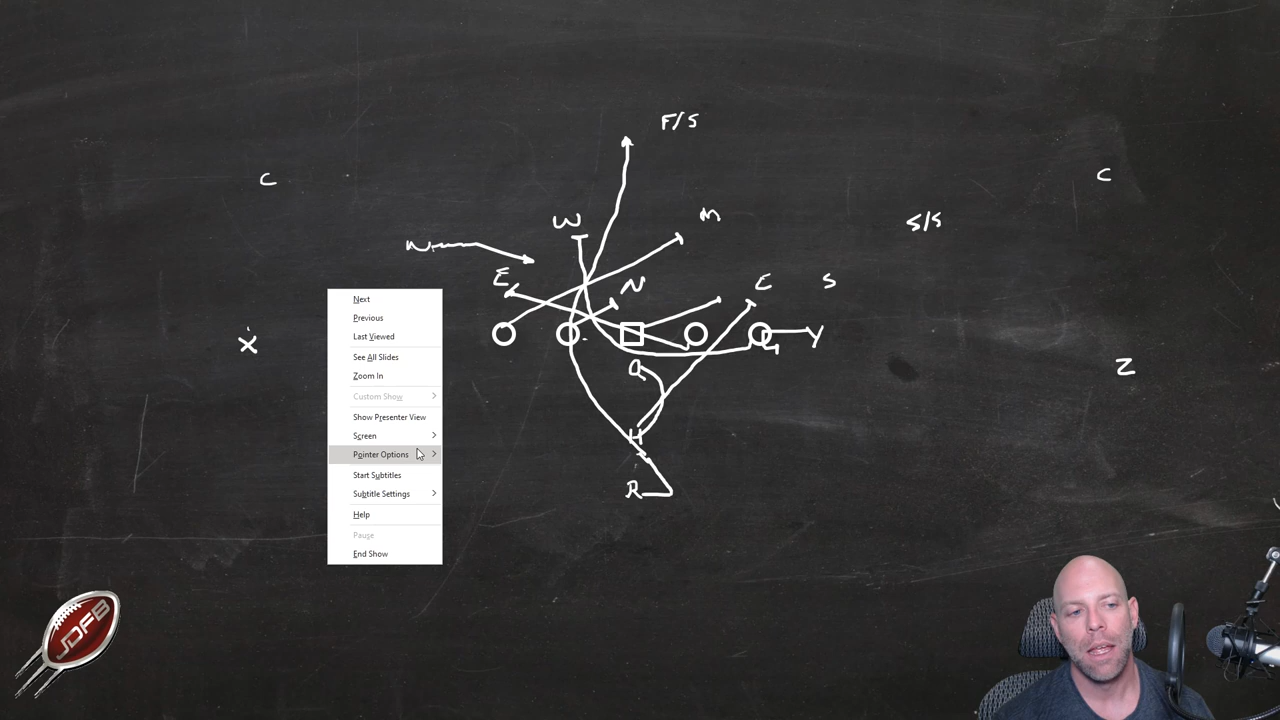 F/S
C
C
W
M
S/S
W
E
N
E
S
X
Y
Z
Q
H
R
Next
Previous
Last Viewed
See All Slides
Zoom In
Custom Show
Show Presenter View
Screen
Pointer Options
Start Subtitles
Subtitle Settings
Help
Pause
End Show
JDFB